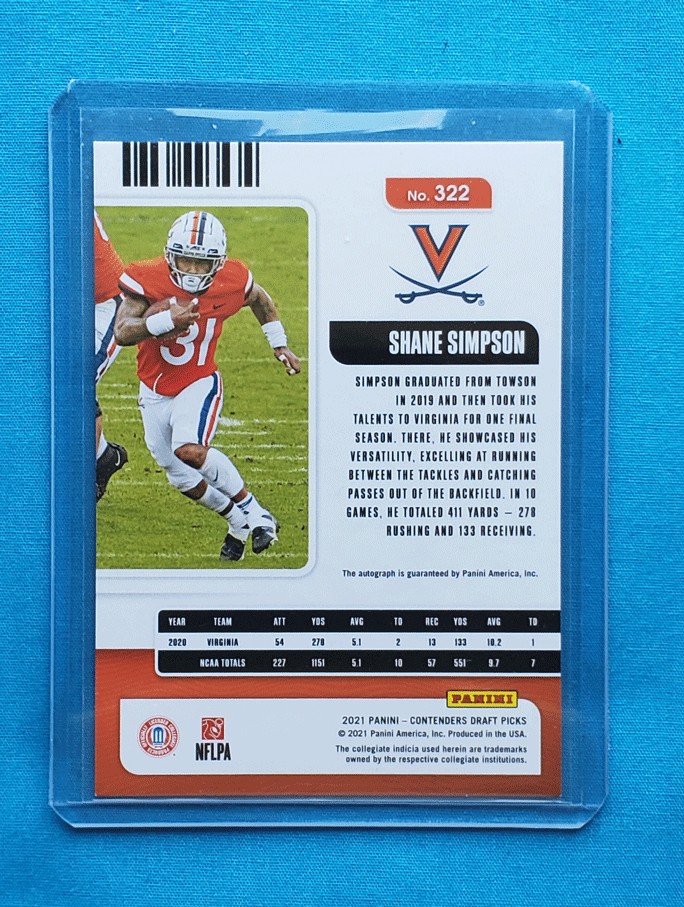 No. 322
31
SHANE SIMPSON
SIMPSON GRADUATED FROM TOWSON
IN 2019 AND THEN TOOK HIS
TALENTS TO VIRGINIA FOR ONE FINAL
SEASON. THERE, HE SHOWCASED HIS
VERSATILITY, EXCELLING AT RUNNING
BETWEEN THE TACKLES AND CATCHING
PASSES OUT OF THE BACKFIELD. IN 10
GAMES, HE TOTALED 411 YARDS – 278
RUSHING AND 133 RECEIVING.
The autograph is guaranteed by Panini America, Inc.
YEAR TEAM ATT YDS AVG TD REC YDS AVG TD
2020 VIRGINIA 54 278 5.1 2 13 133 10.2 1
NCAA TOTALS 227 1151 5.1 10 57 551 9.7 7
PANINI
NFLPA
2021 PANINI – CONTENDERS DRAFT PICKS
© 2021 Panini America, Inc. Produced in the USA.
The collegiate indicia used herein are trademarks
owned by the respective collegiate institutions.